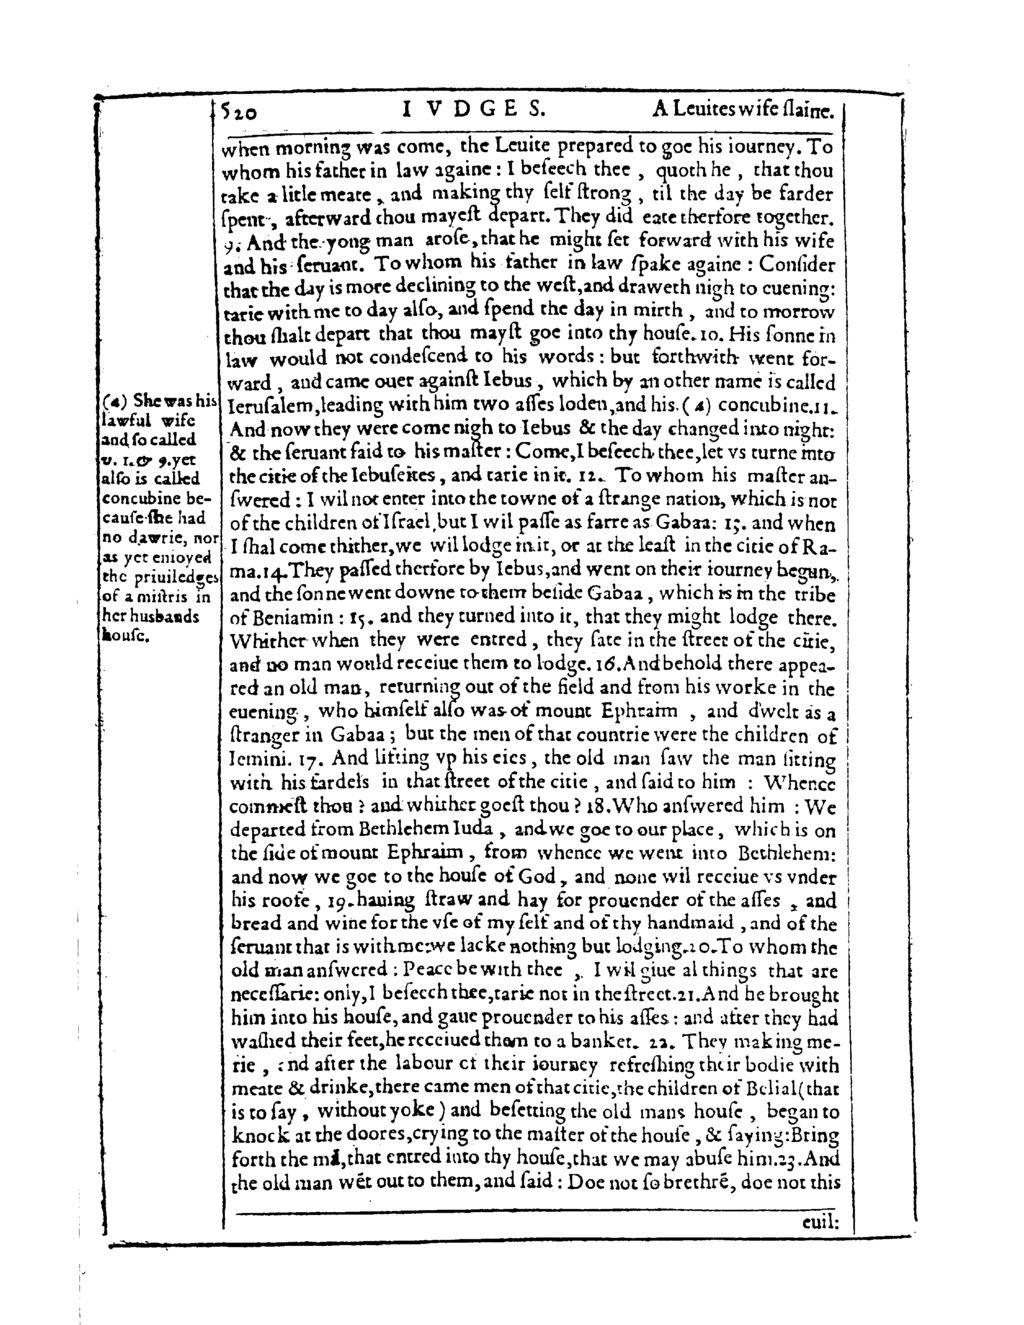 520 I V D G E S. A Leuites wife ſlaine.
when morning was come, the Leuite prepared to goe his iourney. To
whom his father in law againe : I beſeech thee , quoth he , that thou
take a litle meate , and making thy ſelf ſtrong , til the day be farder
ſpent , afterward thou mayeſt depart. They did eate therfore together.
9. And the yong man aroſe, that he might ſet forward with his wife
and his ſeruant. To whom his father in law ſpake againe : Conſider
that the day is more declining to the weſt, and draweth nigh to euening:
tarie with me to day alſo, and ſpend the day in mirth , and to morrow
thou ſhalt depart that thou mayſt goe into thy houſe. 10. His ſonne in
law would not condeſcend to his words : but forthwith went for-
ward , and came ouer againſt Iebus , which by an other name is called
Ieruſalem, leading with him two aſſes loden, and his (a) concubine. 11.
And now they were come nigh to Iebus & the day changed into night:
& the ſeruant ſaid to his maſter : Come, I beſeech thee, let vs turne into
the citie of the Iebuſeites , and tarie in it. 12. To whom his maſter an-
ſwered : I wil not enter into the towne of a ſtrange nation, which is not
of the children of Iſrael, but I wil paſſe as farre as Gabaa: 13. and when
I ſhal come thither, we wil lodge in it, or at the leaſt in the citie of Ra-
ma. 14. They paſſed therfore by Iebus, and went on their iourney begun,
and the ſonne went downe to them beſide Gabaa , which is in the tribe
of Beniamin : 15. and they turned into it, that they might lodge there.
Whither when they were entred , they ſate in the ſtreet of the citie,
and no man would receiue them to lodge. 16. And behold there appea-
red an old man, returning out of the field and from his worke in the
euening , who himſelf alſo was of mount Ephraim , and dwelt as a
ſtranger in Gabaa ; but the men of that countrie were the children of
Iemini. 17. And lifting vp his eies , the old man ſaw the man ſitting
with his fardels in that ſtreet of the citie , and ſaid to him : Whence
commeſt thou ? and whither goeſt thou ? 18. Who anſwered him : We
departed from Bethlehem Iuda , and we goe to our place , which is on
the ſide of mount Ephraim , from whence we went into Bethlehem:
and now we goe to the houſe of God , and none wil receiue vs vnder
his roofe , 19. hauing ſtraw and hay for prouender of the aſſes , and
bread and wine for the vſe of my ſelf and of thy handmaid , and of the
ſeruant that is with me: we lacke nothing but lodging. 20. To whom the
old man anſwered : Peace be with thee , I wil giue al things that are
neceſſarie: only, I beſeech thee, tarie not in the ſtreet. 21. And he brought
him into his houſe, and gaue prouender to his aſſes : and after they had
waſhed their feet, he receiued them to a banket. 22. They making me-
rie , and after the labour of their iourney refreſhing their bodie with
meate & drinke, there came men of that citie, the children of Belial (that
is to ſay , without yoke ) and beſetting the old mans houſe , began to
knock at the doores, crying to the maiſter of the houſe , & ſaying: Bring
forth the mã, that entred into thy houſe, that we may abuſe him. 23. And
the old man wẽt out to them, and ſaid : Doe not ſo brethrẽ, doe not this
euil:
(a) She was his
lawful wife
and ſo called
v. 1. & 9. yet
alſo is called
concubine be-
cauſe ſhe had
no dawrie, nor
as yet enioyed
the priuiledges
of a miſtris in
her husbands
houſe.